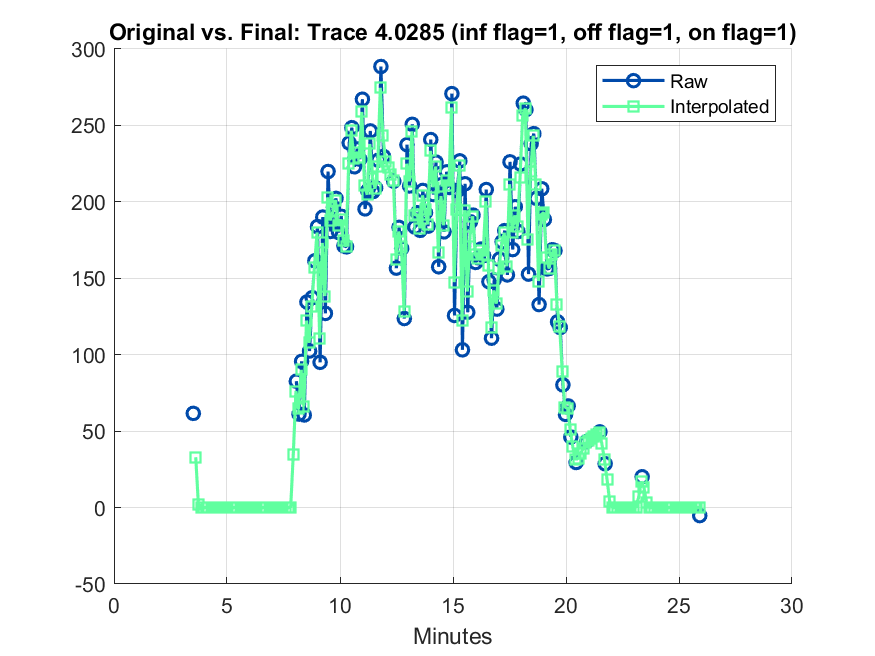 Original vs. Final: Trace 4.0285 (inf flag=1, off flag=1, on flag=1)
300
250
200
150
100
50
0
-50
0 5 10 15 20 25 30
Minutes
Raw
Interpolated